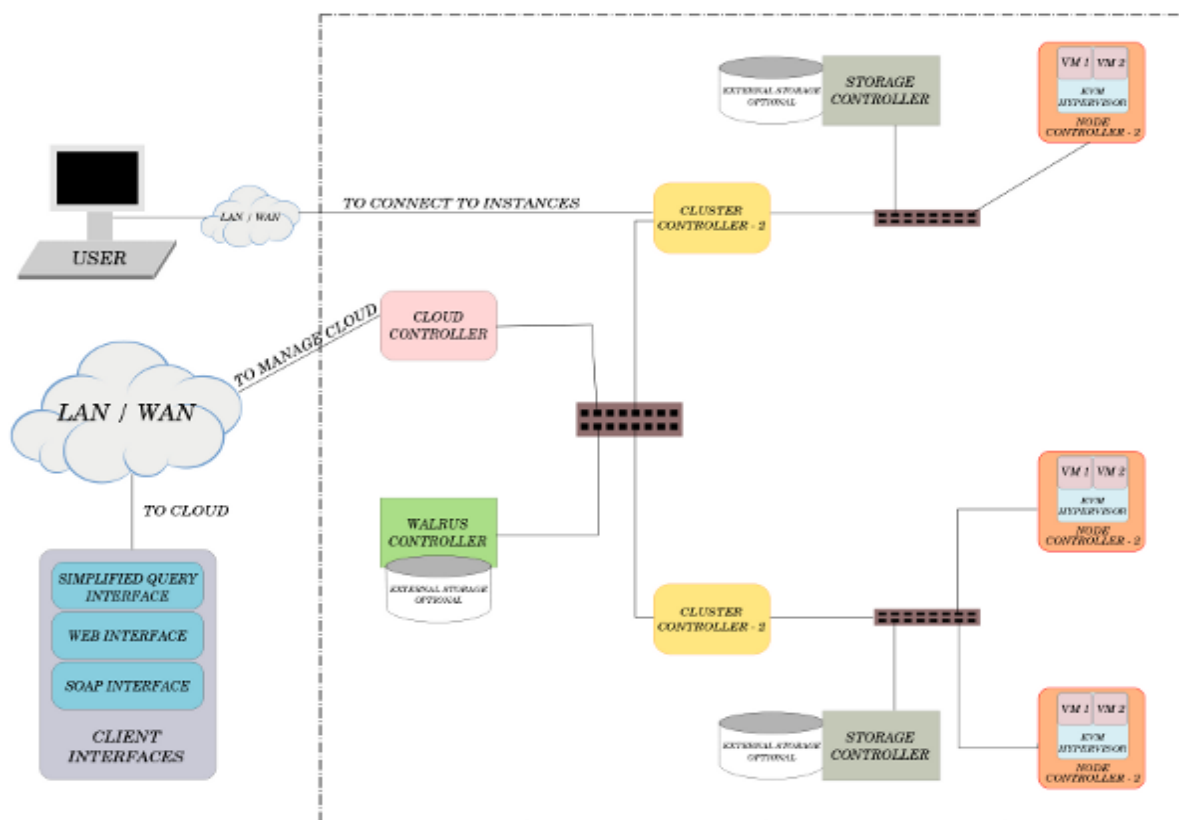 EXTERNAL STORAGE
OPTIONAL
STORAGE
CONTROLLER
VM 1
VM 2
KVM
HYPERVISOR
NODE
CONTROLLER - 2
USER
LAN / WAN
TO CONNECT TO INSTANCES
CLUSTER
CONTROLLER - 2
TO MANAGE CLOUD
CLOUD
CONTROLLER
LAN / WAN
TO CLOUD
SIMPLIFIED QUERY
INTERFACE
WEB INTERFACE
SOAP INTERFACE
CLIENT
INTERFACES
WALRUS
CONTROLLER
EXTERNAL STORAGE
OPTIONAL
CLUSTER
CONTROLLER - 2
VM 1
VM 2
KVM
HYPERVISOR
NODE
CONTROLLER - 2
EXTERNAL STORAGE
OPTIONAL
STORAGE
CONTROLLER
VM 1
VM 2
KVM
HYPERVISOR
NODE
CONTROLLER - 2